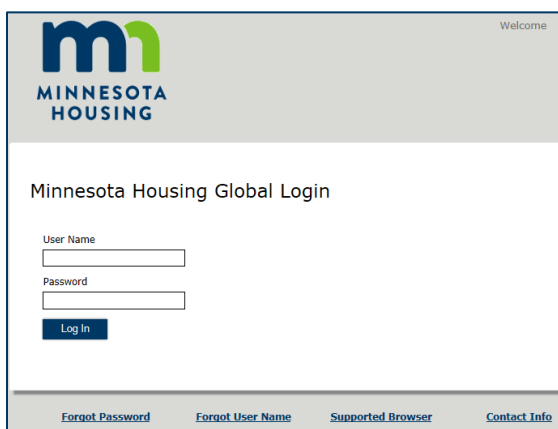 Welcome
MINNESOTA
HOUSING
Minnesota Housing Global Login
User Name
Password
Log In
Forgot Password Forgot User Name Supported Browser Contact Info